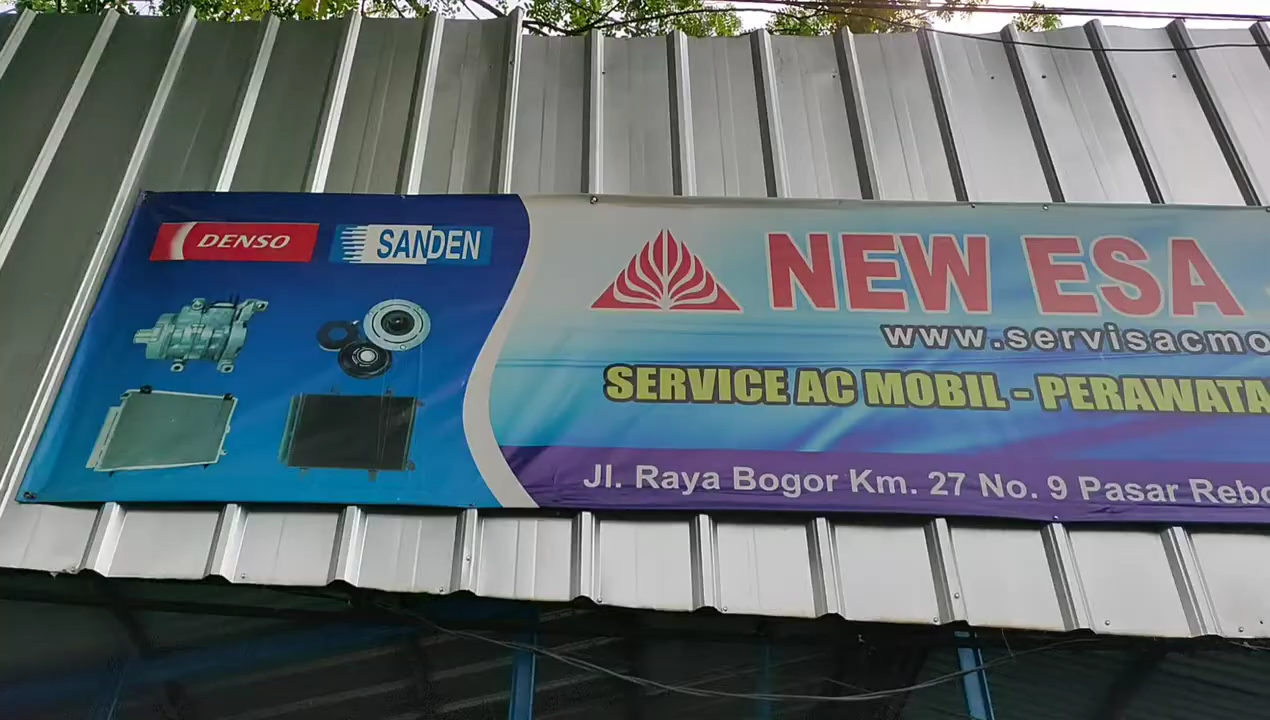 DENSO
SANDEN
NEW ESA
www.servisacmo
SERVICE AC MOBIL - PERAWATA
Jl. Raya Bogor Km. 27 No. 9 Pasar Rebo